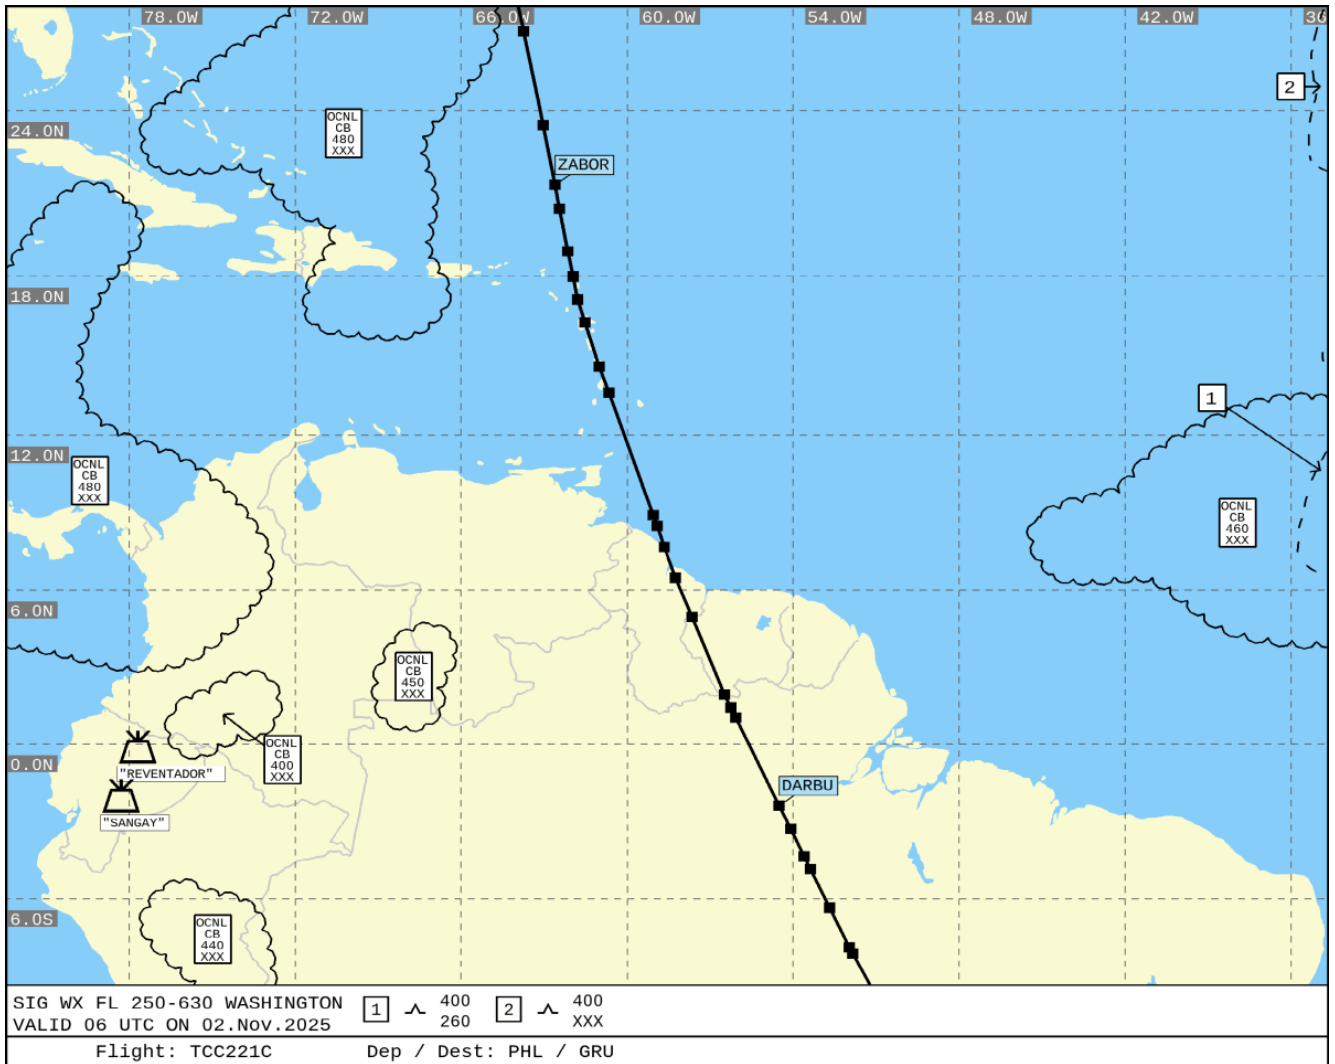 78.0W 72.0W 66.0W 60.0W 54.0W 48.0W 42.0W 36
2
24.0N
OCNL
CB
480
XXX
ZABOR
18.0N
1
12.0N
OCNL
CB
480
XXX
OCNL
CB
460
XXX
6.0N
OCNL
CB
450
XXX
OCNL
CB
400
XXX
0.0N
"REVENTADOR"
DARBU
"SANGAY"
6.0S
OCNL
CB
440
XXX
SIG WX FL 250-630 WASHINGTON
VALID 06 UTC ON 02.Nov.2025
1 400
260
2 400
XXX
Flight: TCC221C Dep / Dest: PHL / GRU